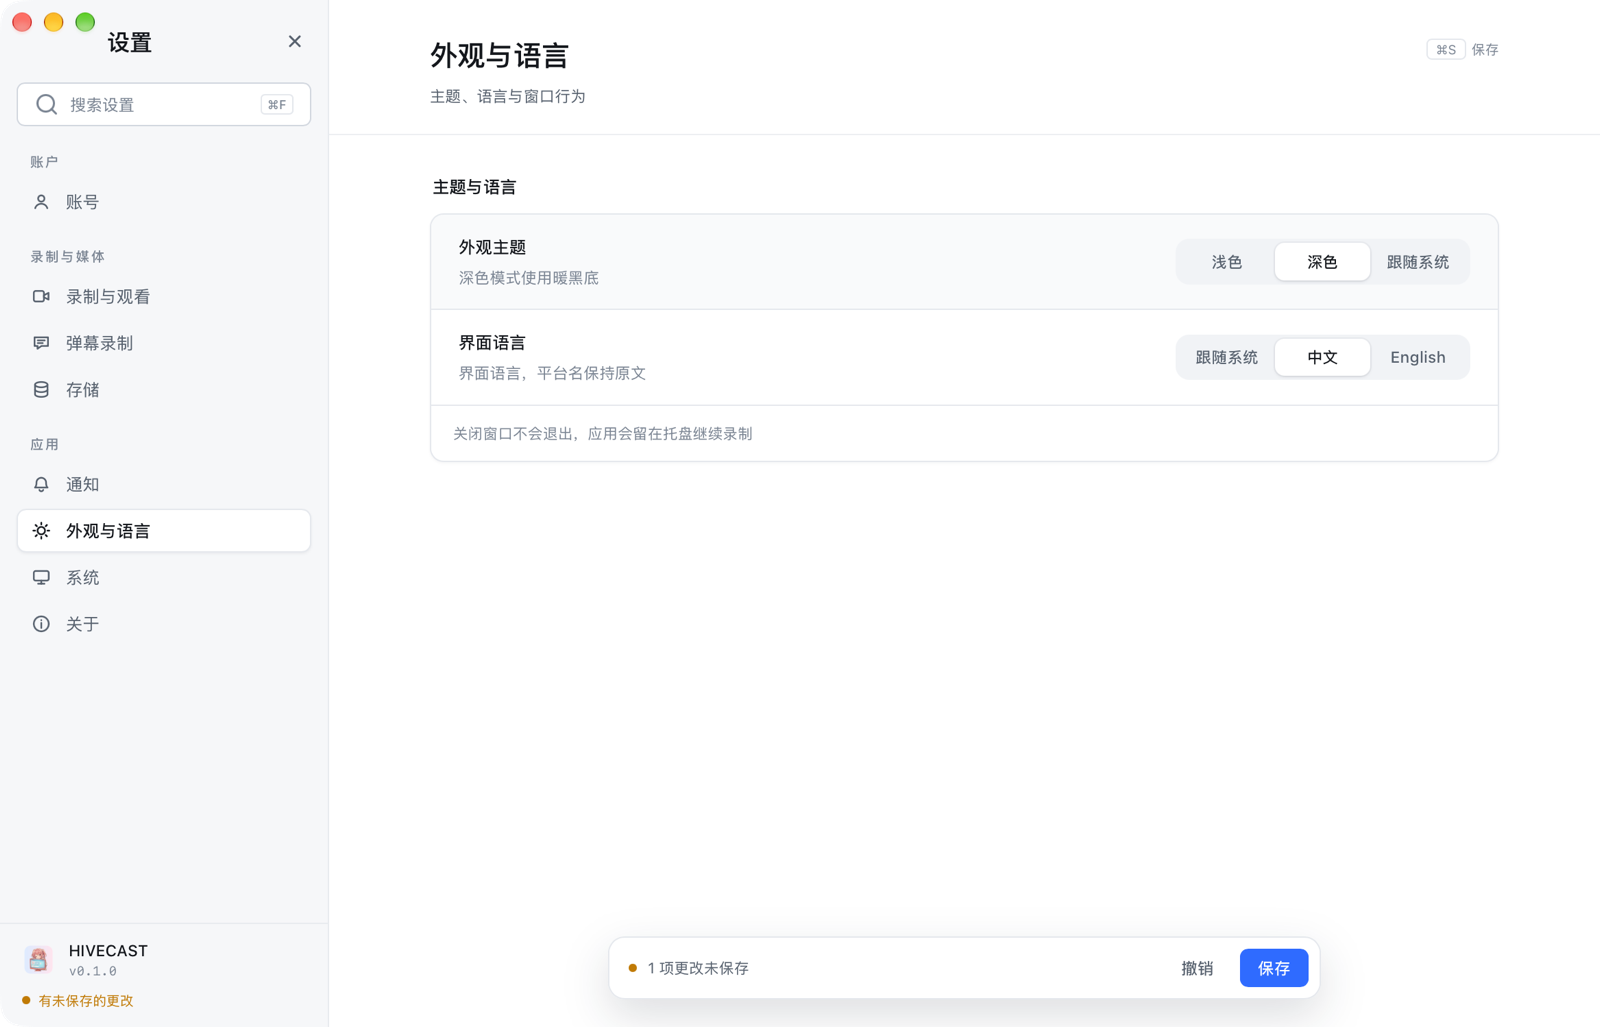 设置
搜索设置 ⌘F
账户
账号
录制与媒体
录制与观看
弹幕录制
存储
应用
通知
外观与语言
系统
关于
HIVECAST
v0.1.0
有未保存的更改
外观与语言
⌘S 保存
主题、语言与窗口行为
主题与语言
外观主题
深色模式使用暖黑底
浅色 深色 跟随系统
界面语言
界面语言，平台名保持原文
跟随系统 中文 English
关闭窗口不会退出，应用会留在托盘继续录制
1 项更改未保存 撤销 保存